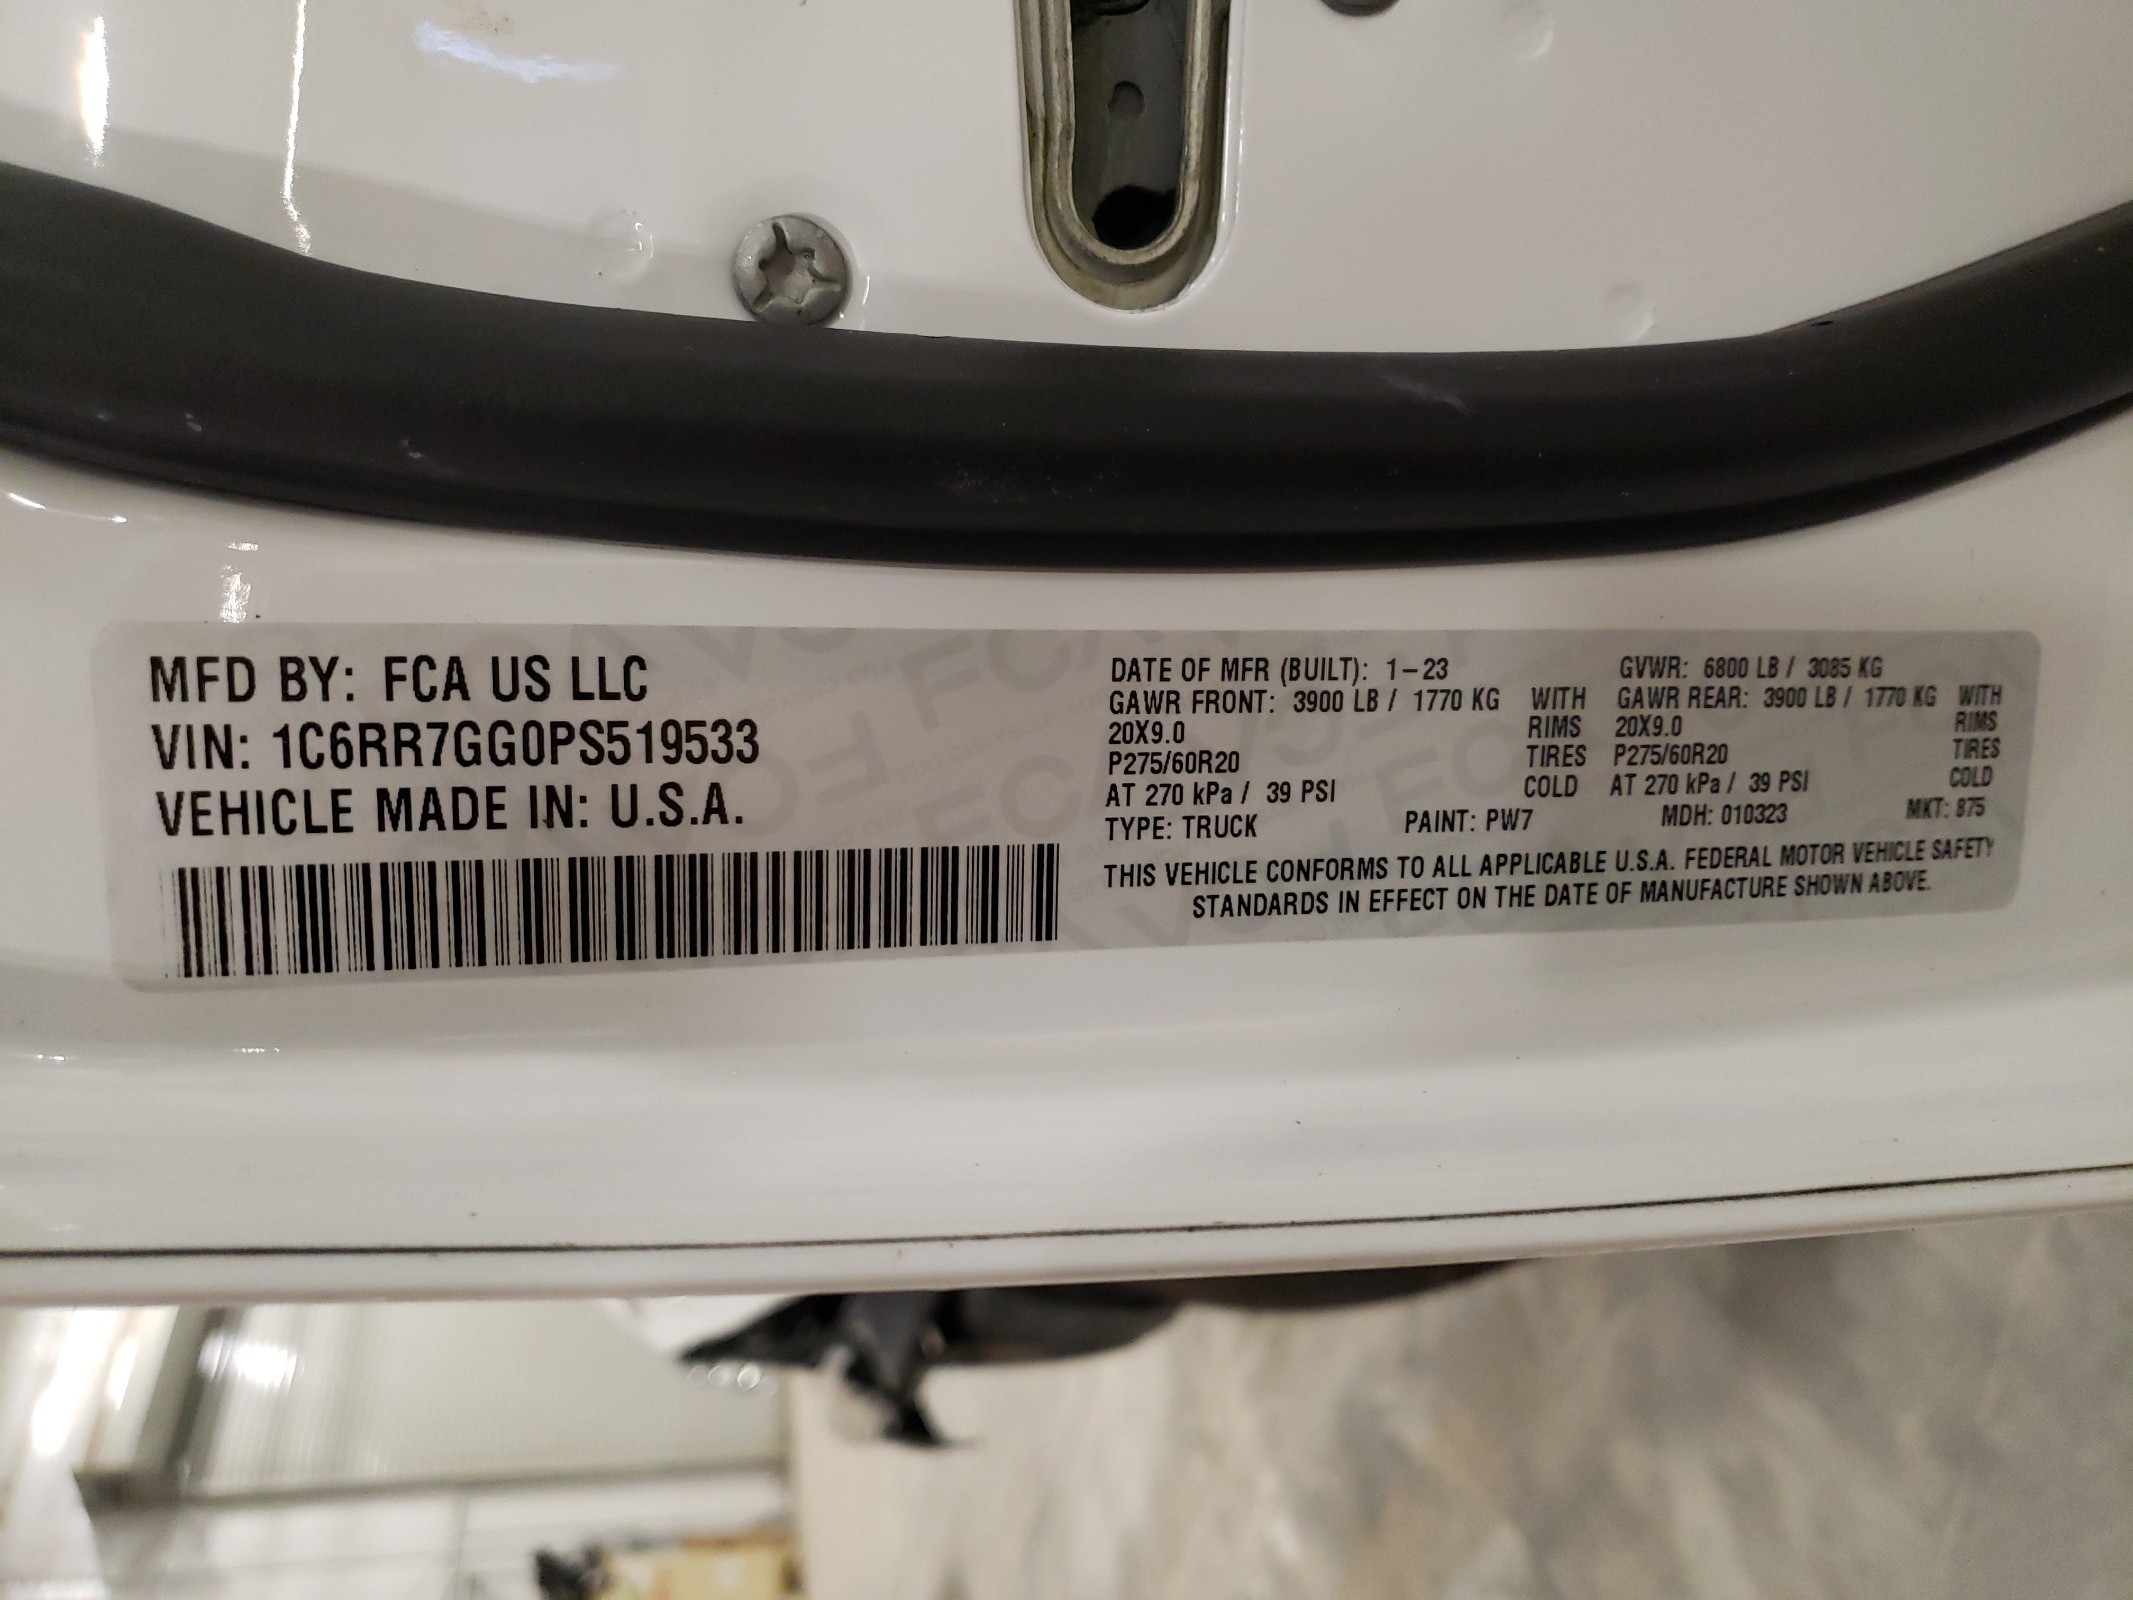 MFD BY: FCA US LLC
VIN: 1C6RR7GG0PS519533
VEHICLE MADE IN: U.S.A.
DATE OF MFR (BUILT): 1-23 GVWR: 6800 LB / 3085 KG
GAWR FRONT: 3900 LB / 1770 KG WITH GAWR REAR: 3900 LB / 1770 KG WITH
20X9.0 RIMS 20X9.0 RIMS
P275/60R20 TIRES P275/60R20 TIRES
AT 270 kPa / 39 PSI COLD AT 270 kPa / 39 PSI COLD
TYPE: TRUCK PAINT: PW7 MDH: 010323 MKT: 875
THIS VEHICLE CONFORMS TO ALL APPLICABLE U.S.A. FEDERAL MOTOR VEHICLE SAFETY
STANDARDS IN EFFECT ON THE DATE OF MANUFACTURE SHOWN ABOVE.